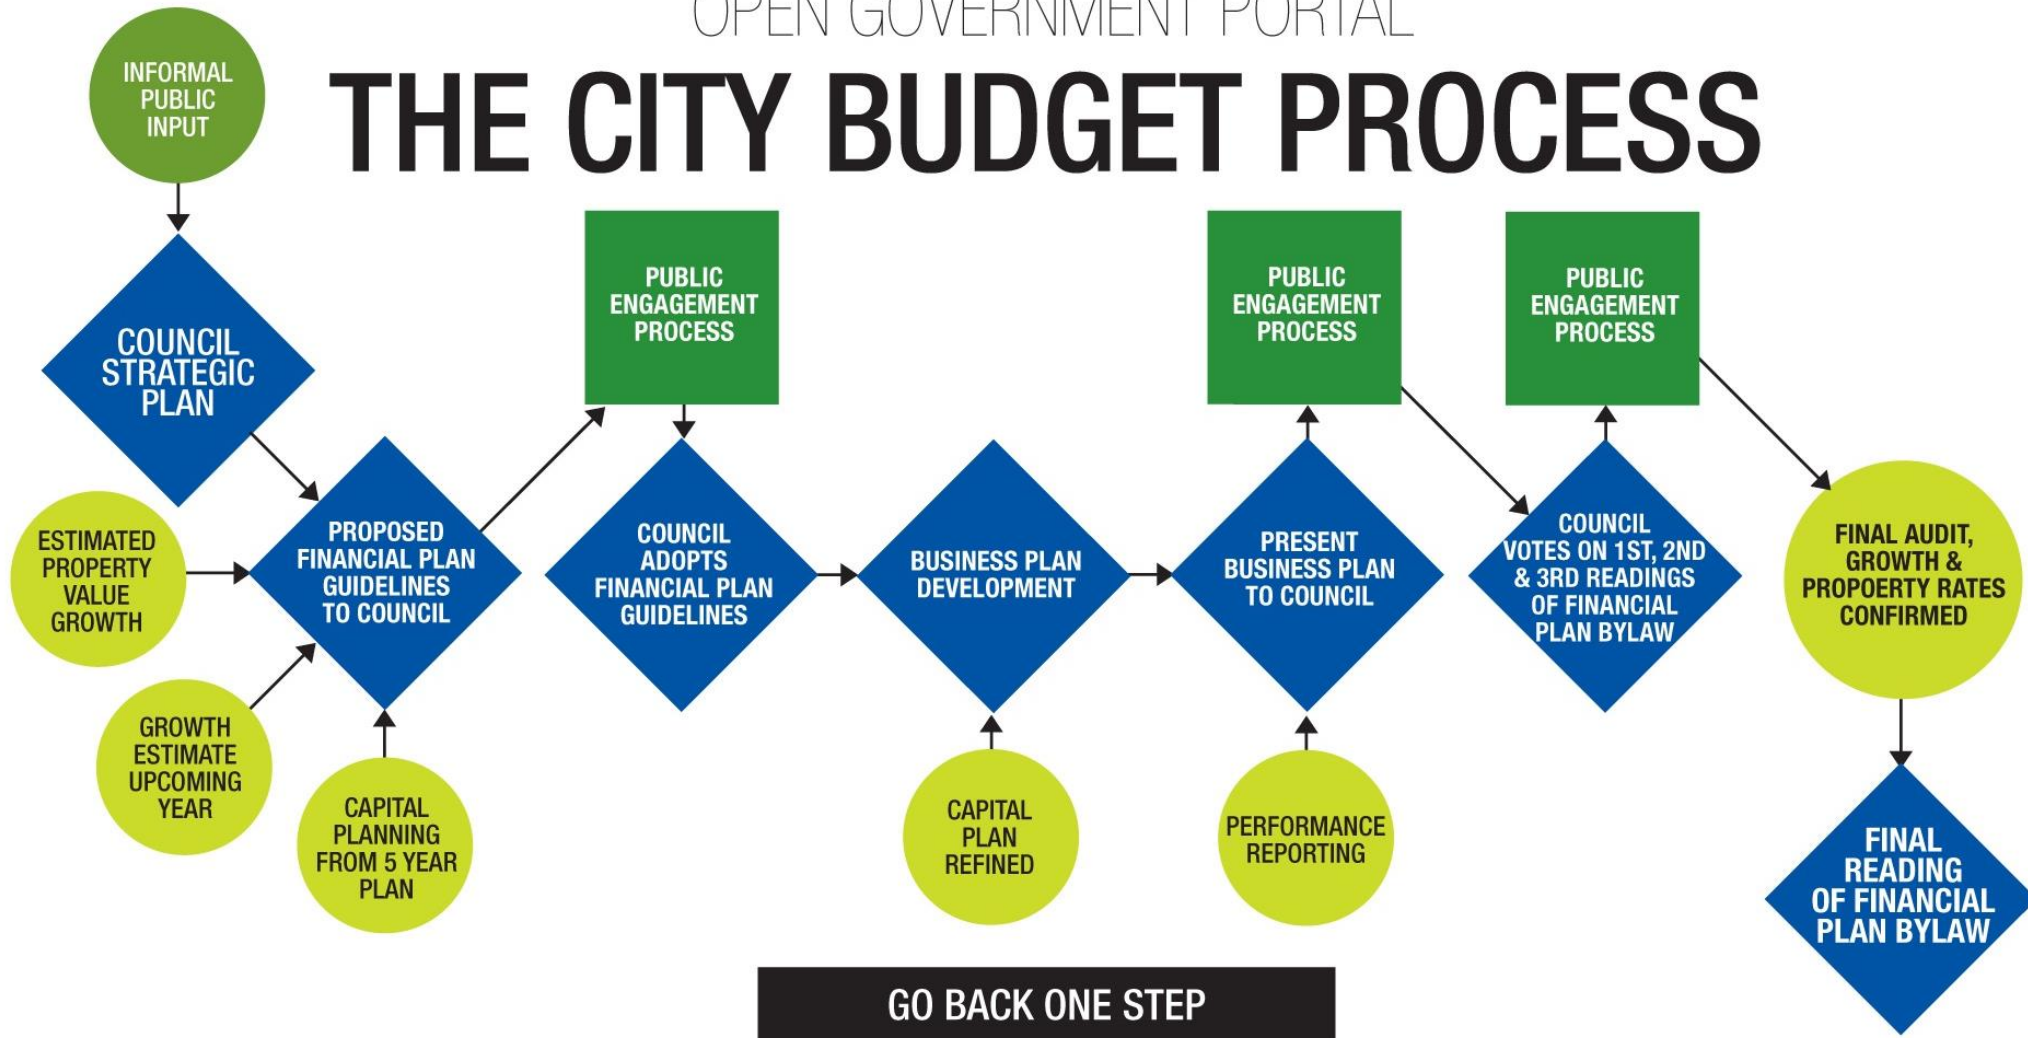 OPEN GOVERNMENT PORTAL
THE CITY BUDGET PROCESS
INFORMAL
PUBLIC
INPUT
COUNCIL
STRATEGIC
PLAN
ESTIMATED
PROPERTY
VALUE
GROWTH
GROWTH
ESTIMATE
UPCOMING
YEAR
CAPITAL
PLANNING
FROM 5 YEAR
PLAN
PROPOSED
FINANCIAL PLAN
GUIDELINES
TO COUNCIL
PUBLIC
ENGAGEMENT
PROCESS
COUNCIL
ADOPTS
FINANCIAL PLAN
GUIDELINES
BUSINESS PLAN
DEVELOPMENT
CAPITAL
PLAN
REFINED
PRESENT
BUSINESS PLAN
TO COUNCIL
PERFORMANCE
REPORTING
PUBLIC
ENGAGEMENT
PROCESS
COUNCIL
VOTES ON 1ST, 2ND
& 3RD READINGS
OF FINANCIAL
PLAN BYLAW
PUBLIC
ENGAGEMENT
PROCESS
FINAL AUDIT,
GROWTH &
PROPOERTY RATES
CONFIRMED
FINAL
READING
OF FINANCIAL
PLAN BYLAW
GO BACK ONE STEP